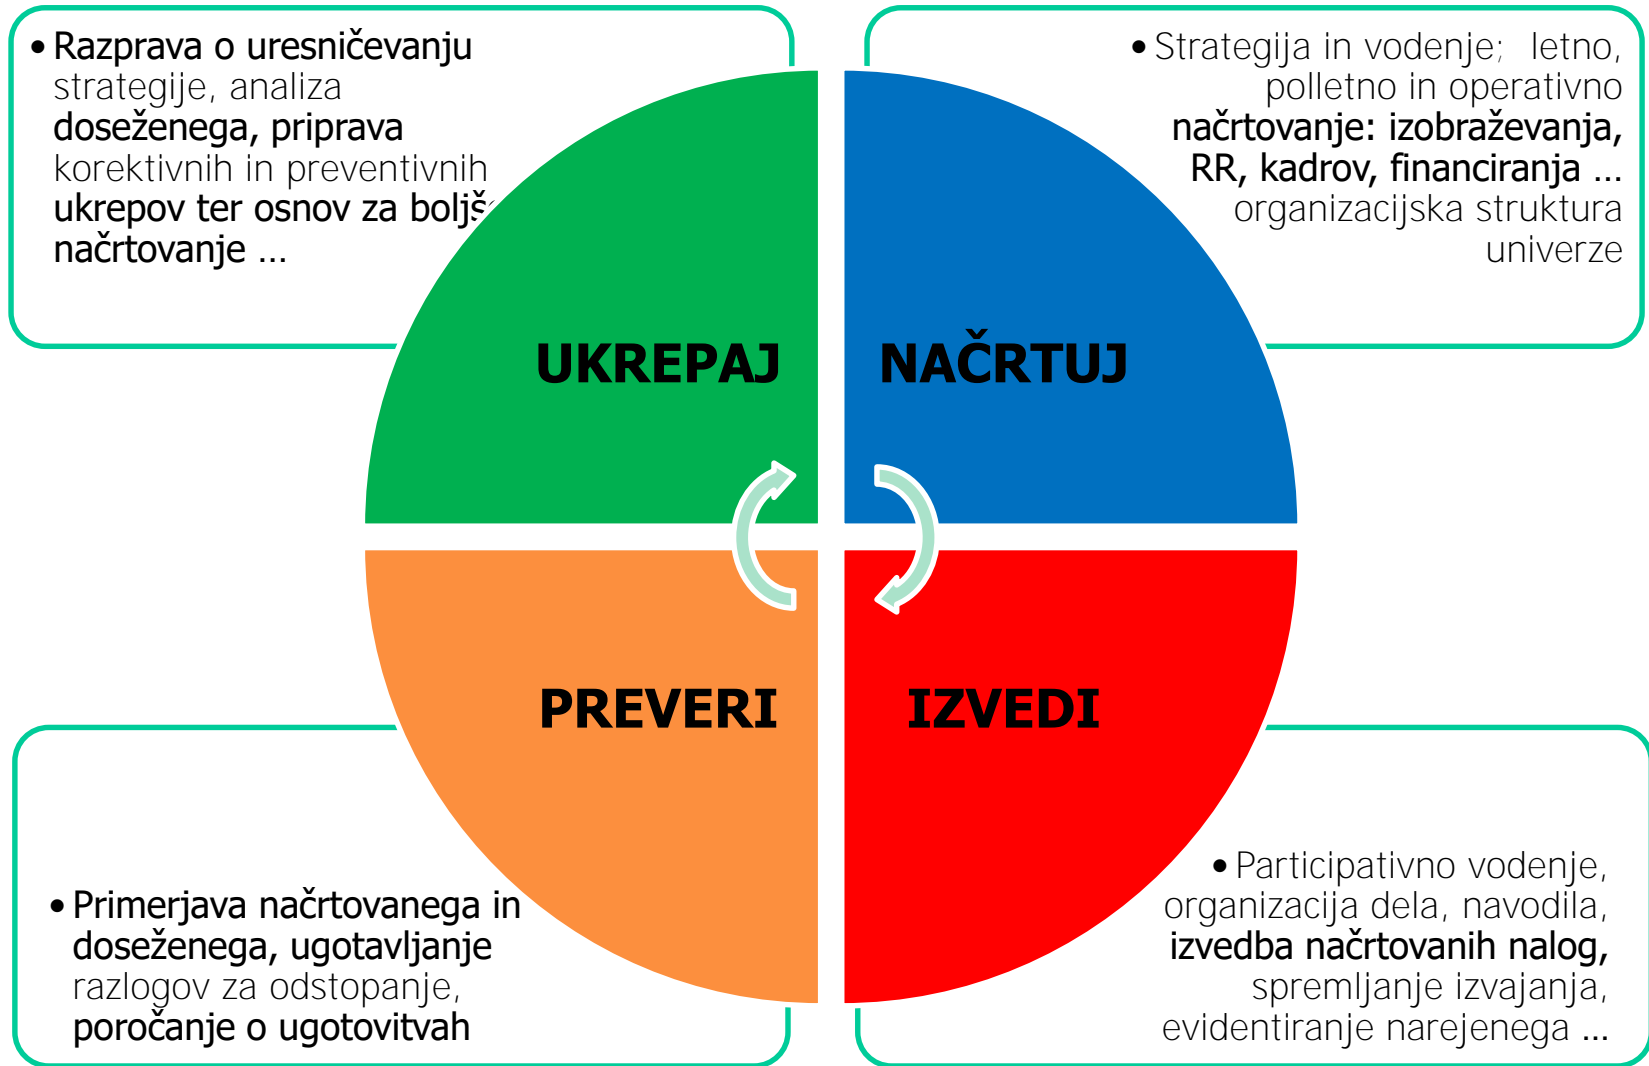 • Razprava o uresničevanju
strategije, analiza
doseženega, priprava
korektivnih in preventivnih
ukrepov ter osnov za
načrtovanje ...
• Strategija in vodenje; letno,
polletno in operativno
načrtovanje: izobraževanja,
RR, kadrov, financiranja ...
organizacijska struktura
univerze
UKREPAJ
NAČRTUJ
PREVERI
IZVEDI
• Primerjava načrtovanega in
doseženega, ugotavljanje
razlogov za odstopanje,
poročanje o ugotovitvah
• Participativno vodenje,
organizacija dela, navodila,
izvedba načrtovanih nalog,
spremljanje izvajanja,
evidentiranje narejenega ...